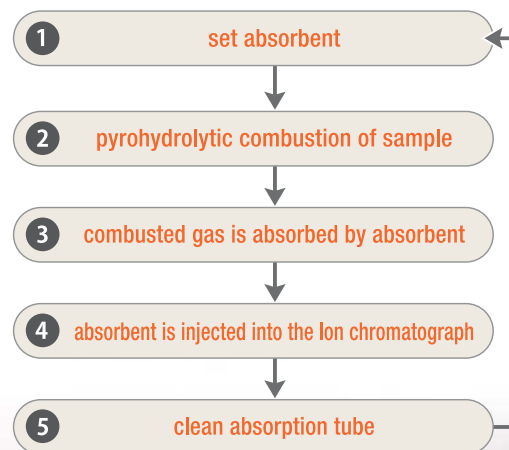 1 set absorbent
2 pyrohydrolytic combustion of sample
3 combusted gas is absorbed by absorbent
4 absorbent is injected into the Ion chromatograph
5 clean absorption tube